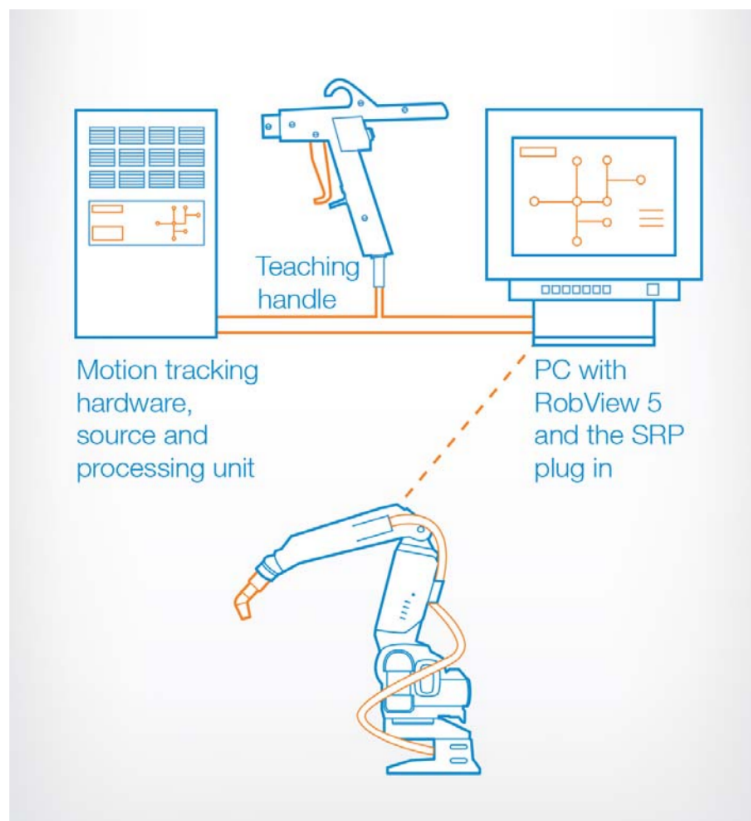 Teaching
handle
Motion tracking
hardware,
source and
processing unit
PC with
RobView 5
and the SRP
plug in